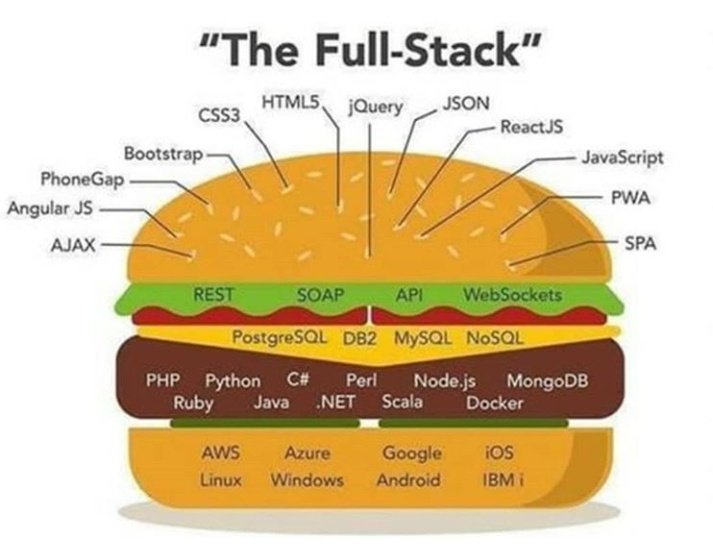 "The Full-Stack"
HTML5 jQuery JSON
CSS3 ReactJS
Bootstrap JavaScript
PhoneGap PWA
Angular JS
AJAX SPA
REST SOAP API WebSockets
PostgreSQL DB2 MySQL NoSQL
PHP Python C# Perl Node.js MongoDB
Ruby Java .NET Scala Docker
AWS Azure Google iOS
Linux Windows Android IBM i